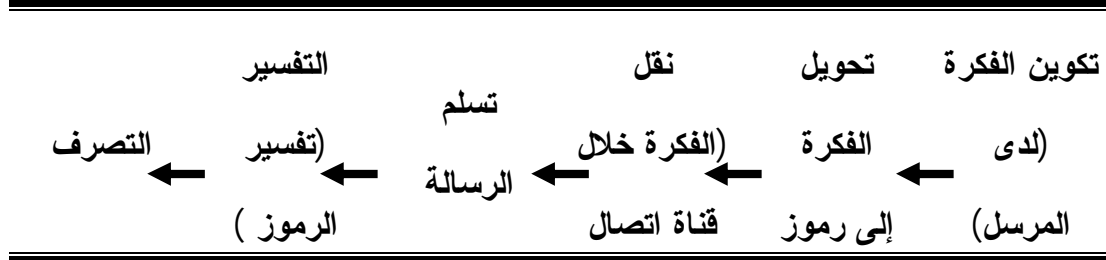 تكوين الفكرة
(لدى
المرسل)
تحويل
الفكرة
إلى رموز
نقل
(الفكرة خلال
قناة اتصال
تسلم
الرسالة
التفسير
(تفسير
الرموز )
التصرف